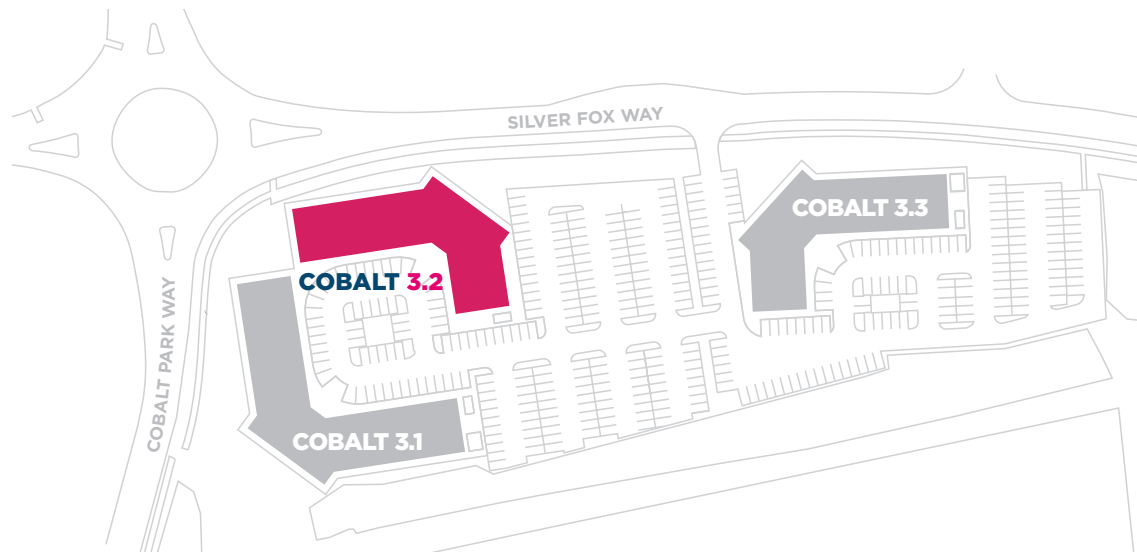 SILVER FOX WAY
COBALT 3.3
COBALT 3.2
COBALT PARK WAY
COBALT 3.1